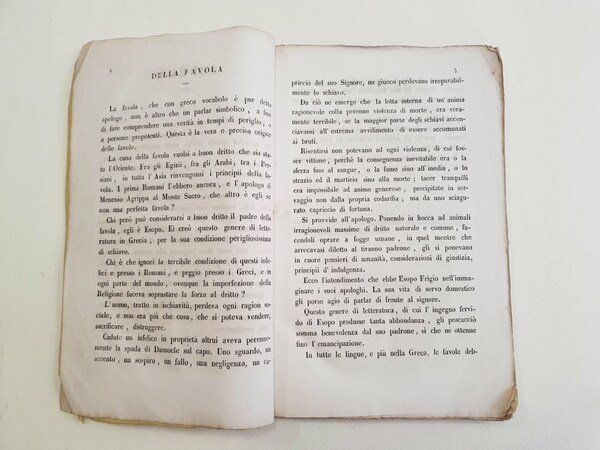 4
DELLA FAVOLA
La favola, che con greco vocabolo è pur detta
apologo, non è altro che un parlar simbolico, a fine
di fare comprendere una verità in tempi di periglio, o
a persone prepotenti. Questa è la vera e precisa origine
delle favole.
La cuna della favola vuolsi a buon dritto che sia stato
l'Oriente. Fra gli Egizii, fra gli Arabi, tra i Per-
siani, in tutta l'Asia rinvengonsi i principii della fa-
vola. I primi Romani l'ebbero ancora, e l'apologo di
Menenio Agrippa al Monte Sacro, che altro è egli se
non una perfetta favola?
Chi però può considerarsi a buon dritto il padre della
favola, egli è Esopo. Ei creò questo genere di let-
teratura in Grecia, per la sua condizione perigliosissima
di schiavo.
Chi è che ignori la terribile condizione di questi in-
felici e presso i Romani, e peggio presso i Greci, e in
ogni parte del mondo, ovunque la imperfezione della
Religione faceva soprastare la forza al dritto?
L'uomo, tratto in ischiavitù, perdeva ogni ragion so-
ciale, e non era più che cosa, che si poteva vendere,
sacrificare, distruggere.
Caduto un infelice in proprietà altrui aveva perenne-
mente la spada di Damocle sul capo. Uno sguardo, un
accento, un sospiro, un fallo, una negligenza, un ca-
5
priccio del suo Signore, un giuoco perdevano irreparabil-
mente lo schiavo.
Da ciò ne emerge che la lotta interna di un'anima
ragionevole colla perenne violenza di morte, era vera-
mente terribile, se la maggior parte degli schiavi accon-
ciavansi all'estremo avvilimento di essere accomunati
ai bruti.
Risentirsi non potevano ad ogni violenza, di cui fos-
ser vittime, perchè la conseguenza inevitabile era o la
sferza fino al sangue, o la fame sino all'inedia, o lo
strazio ed il martirio sino alla morte; tacer tranquilli
era impossibile ad anime generose, precipitate in ser-
vaggio non dalla propria codardia, ma da uno sciagu-
rato capriccio di fortuna.
Si provvide all'apologo. Ponendo in bocca ad animali
irragionevoli massime di dritto naturale e comune, fa-
cendoli oprare a fogge umane, in quel mentre che
arrecavasi diletto al tiranno padrone, gli si ponevano
in cuore pensieri di umanità, considerazioni di giustizia,
principii d'indulgenza.
Ecco l'intendimento che ebbe Esopo Frigio nell'imma-
ginare i suoi apologhi. La sua vita di servo domestico
gli porse agio di parlar di fronte al signore.
Questo genere di letteratura, di cui l'ingegno fervi-
do di Esopo produsse tanta abbondanza, gli procacciò
somma benevolenza dal suo padrone, sì che ne ottenne
fino l'emancipazione.
In tutte le lingue, e più nella Greca, le favole deb-